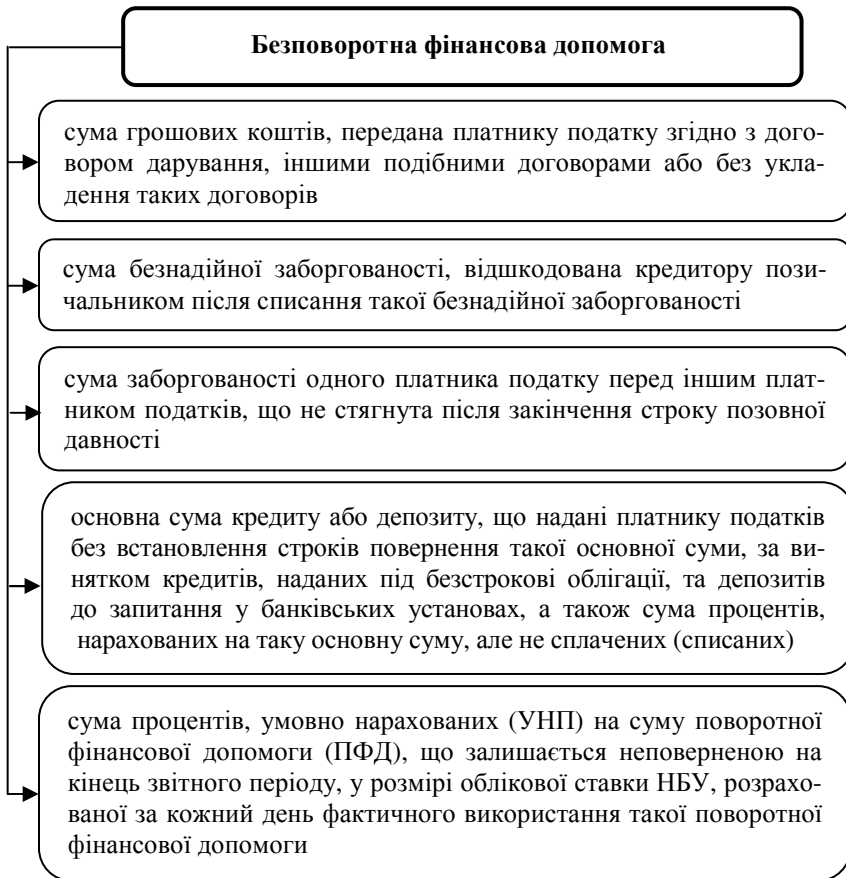 Безповоротна фінансова допомога
сума грошових коштів, передана платнику податку згідно з дого-
вором дарування, іншими подібними договорами або без укла-
дення таких договорів
сума безнадійної заборгованості, відшкодована кредитору пози-
чальником після списання такої безнадійної заборгованості
сума заборгованості одного платника податку перед іншим плат-
ником податків, що не стягнута після закінчення строку позовної
давності
основна сума кредиту або депозиту, що надані платнику податків
без встановлення строків повернення такої основної суми, за ви-
нятком кредитів, наданих під безстрокові облігації, та депозитів
до запитання у банківських установах, а також сума процентів,
нарахованих на таку основну суму, але не сплачених (списаних)
сума процентів, умовно нарахованих (УНП) на суму поворотної
фінансової допомоги (ПФД), що залишається неповерненою на
кінець звітного періоду, у розмірі облікової ставки НБУ, розрахо-
ваної за кожний день фактичного використання такої поворотної
фінансової допомоги